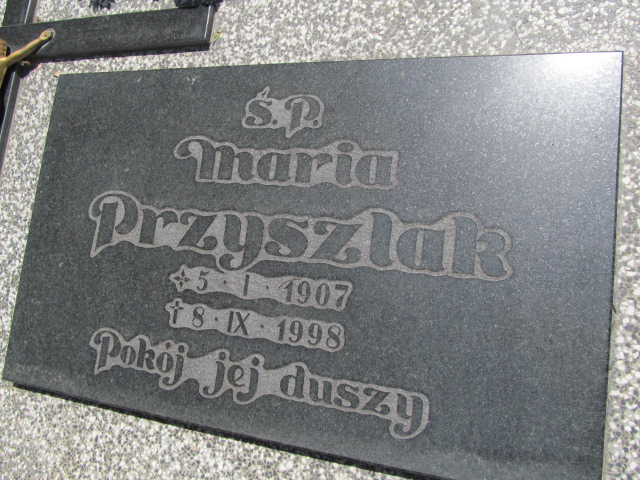 Ś.P.
Maria
Przyszlak
5·I·1907
†8·IX·1998
Pokój jej duszy